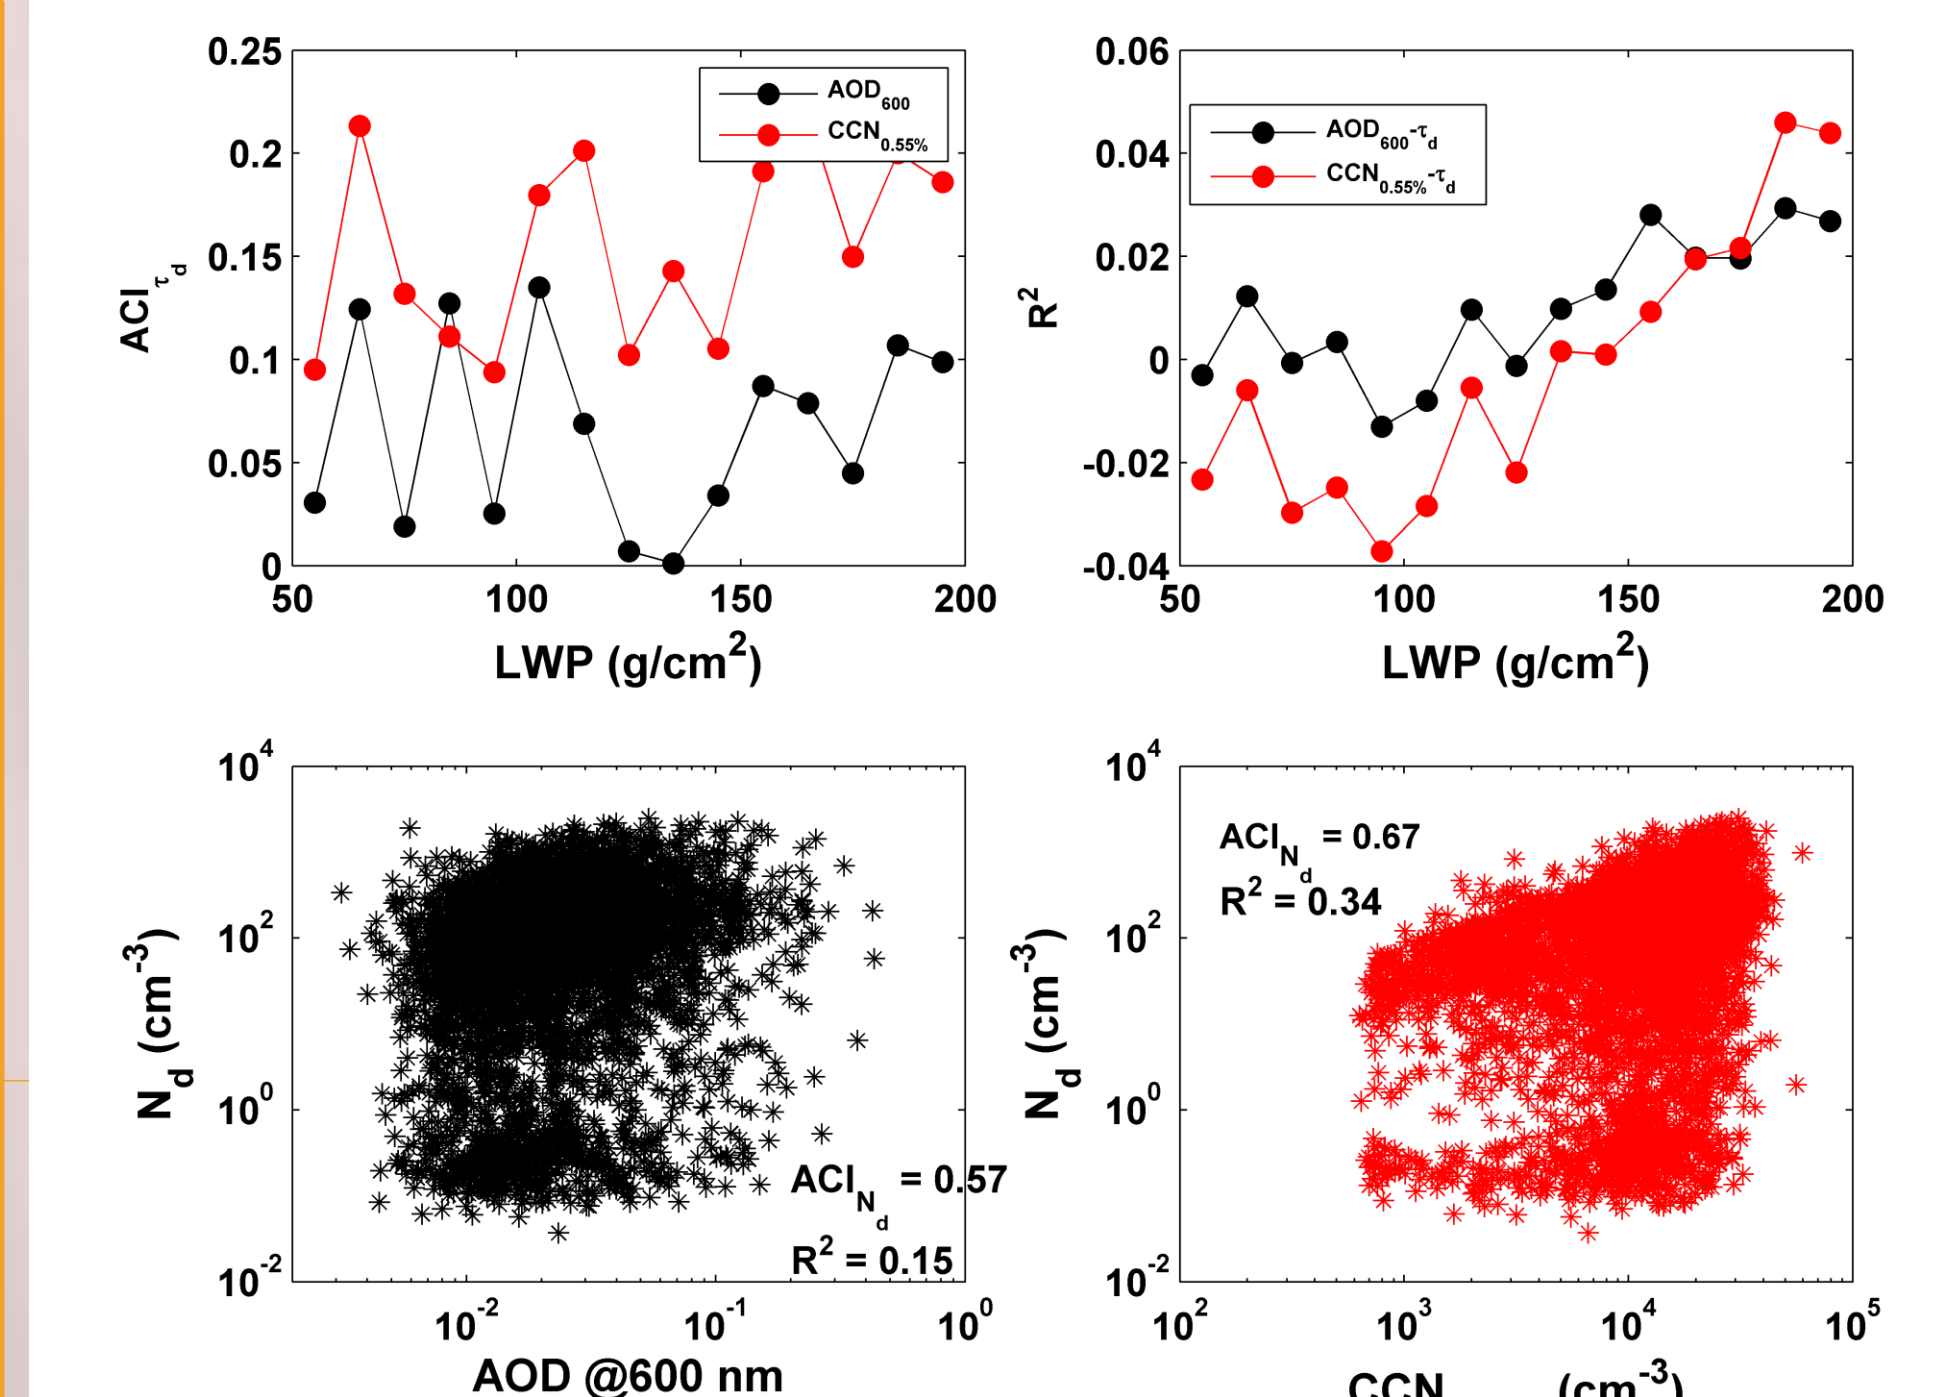 0.25
0.2
0.15
0.1
0.05
0
50 100 150 200
ACI τd
LWP (g/cm²)
AOD600
CCN0.55%
0.06
0.04
0.02
0
-0.02
-0.04
50 100 150 200
R²
LWP (g/cm²)
AOD600-τd
CCN0.55%-τd
10⁴
10²
10⁰
10⁻²
Nd (cm⁻³)
ACINd = 0.57
R² = 0.15
10⁻² 10⁻¹ 10⁰
AOD @600 nm
10⁴
10²
10⁰
10⁻²
Nd (cm⁻³)
ACINd = 0.67
R² = 0.34
10² 10³ 10⁴ 10⁵
CCN (cm⁻³)